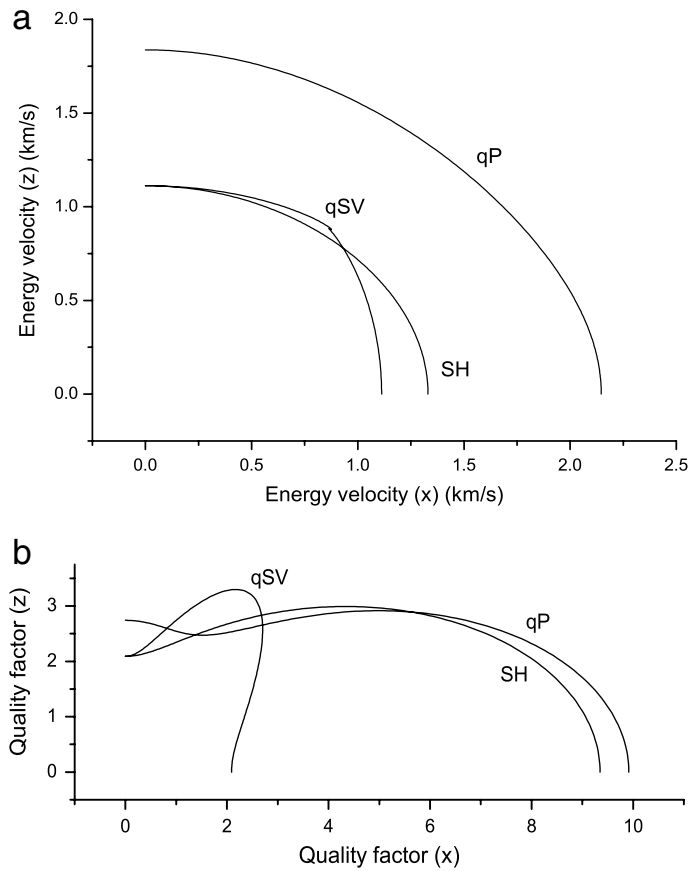 a
2.0
1.5
1.0
0.5
0.0
Energy velocity (z) (km/s)
qP
qSV
SH
0.0 0.5 1.0 1.5 2.0 2.5
Energy velocity (x) (km/s)
b
3
2
1
0
Quality factor (z)
qSV
qP
SH
0 2 4 6 8 10
Quality factor (x)